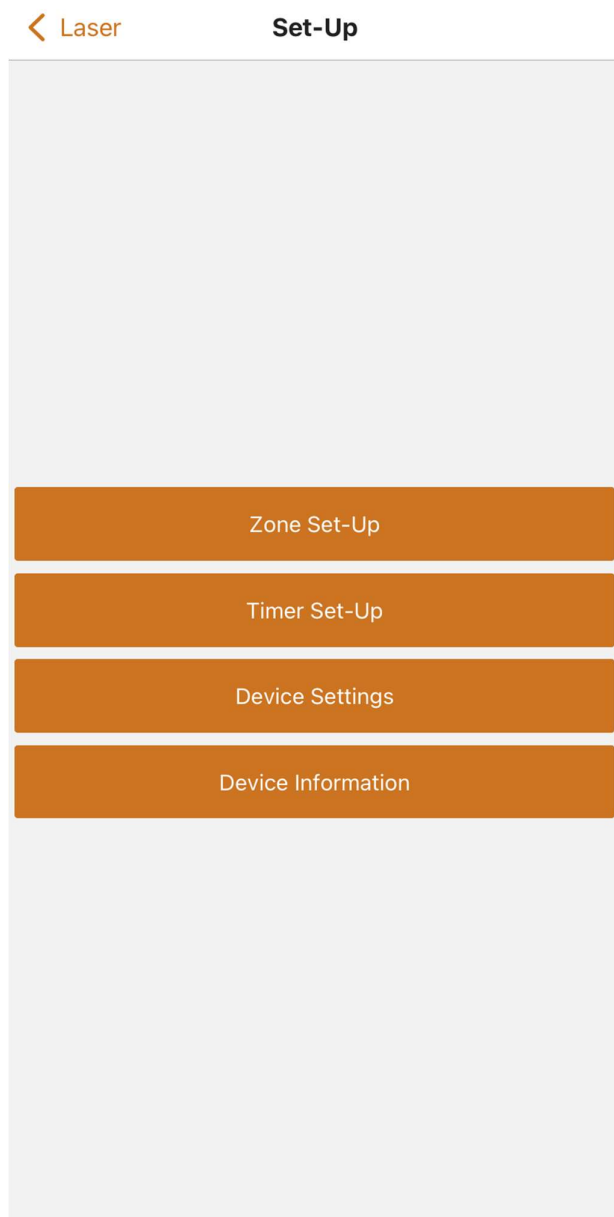 Laser
Set-Up
Zone Set-Up
Timer Set-Up
Device Settings
Device Information